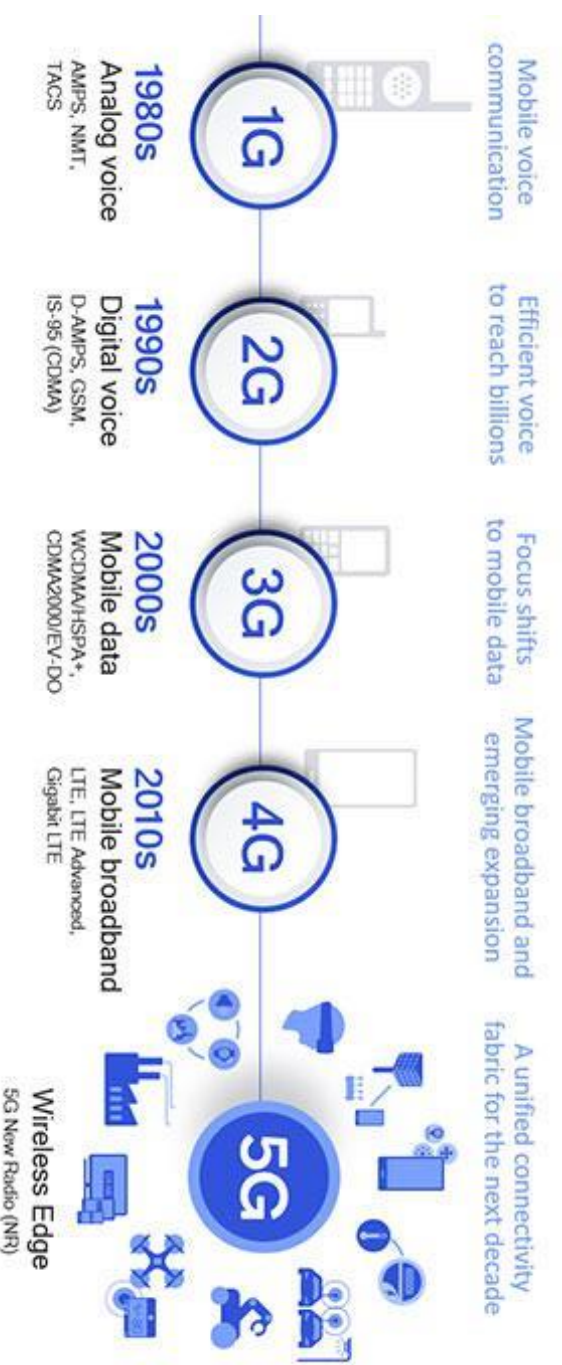 Mobile voice
communication
Efficient voice
to reach billions
Focus shifts
to mobile data
Mobile broadband and
emerging expansion
A unified connectivity
fabric for the next decade
1G
2G
3G
4G
5G
1980s
Analog voice
AMPS, NMT,
TACS
1990s
Digital voice
D-AMPS, GSM,
IS-95 (CDMA)
2000s
Mobile data
WCDMA/HSPA+,
CDMA2000/EV-DO
2010s
Mobile broadband
LTE, LTE Advanced,
Gigabit LTE
Wireless Edge
5G New Radio (NR)